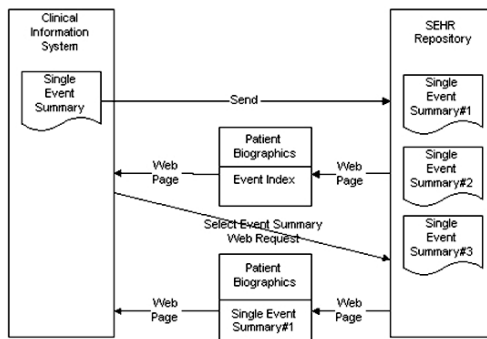 Clinical
Information
System
Single
Event
Summary
Send
SEHR
Repository
Single
Event
Summary#1
Patient
Biographics
Event Index
Web
Page
Web
Page
Single
Event
Summary#2
Select Event Summary
Web Request
Single
Event
Summary#3
Patient
Biographics
Single Event
Summary#1
Web
Page
Web
Page